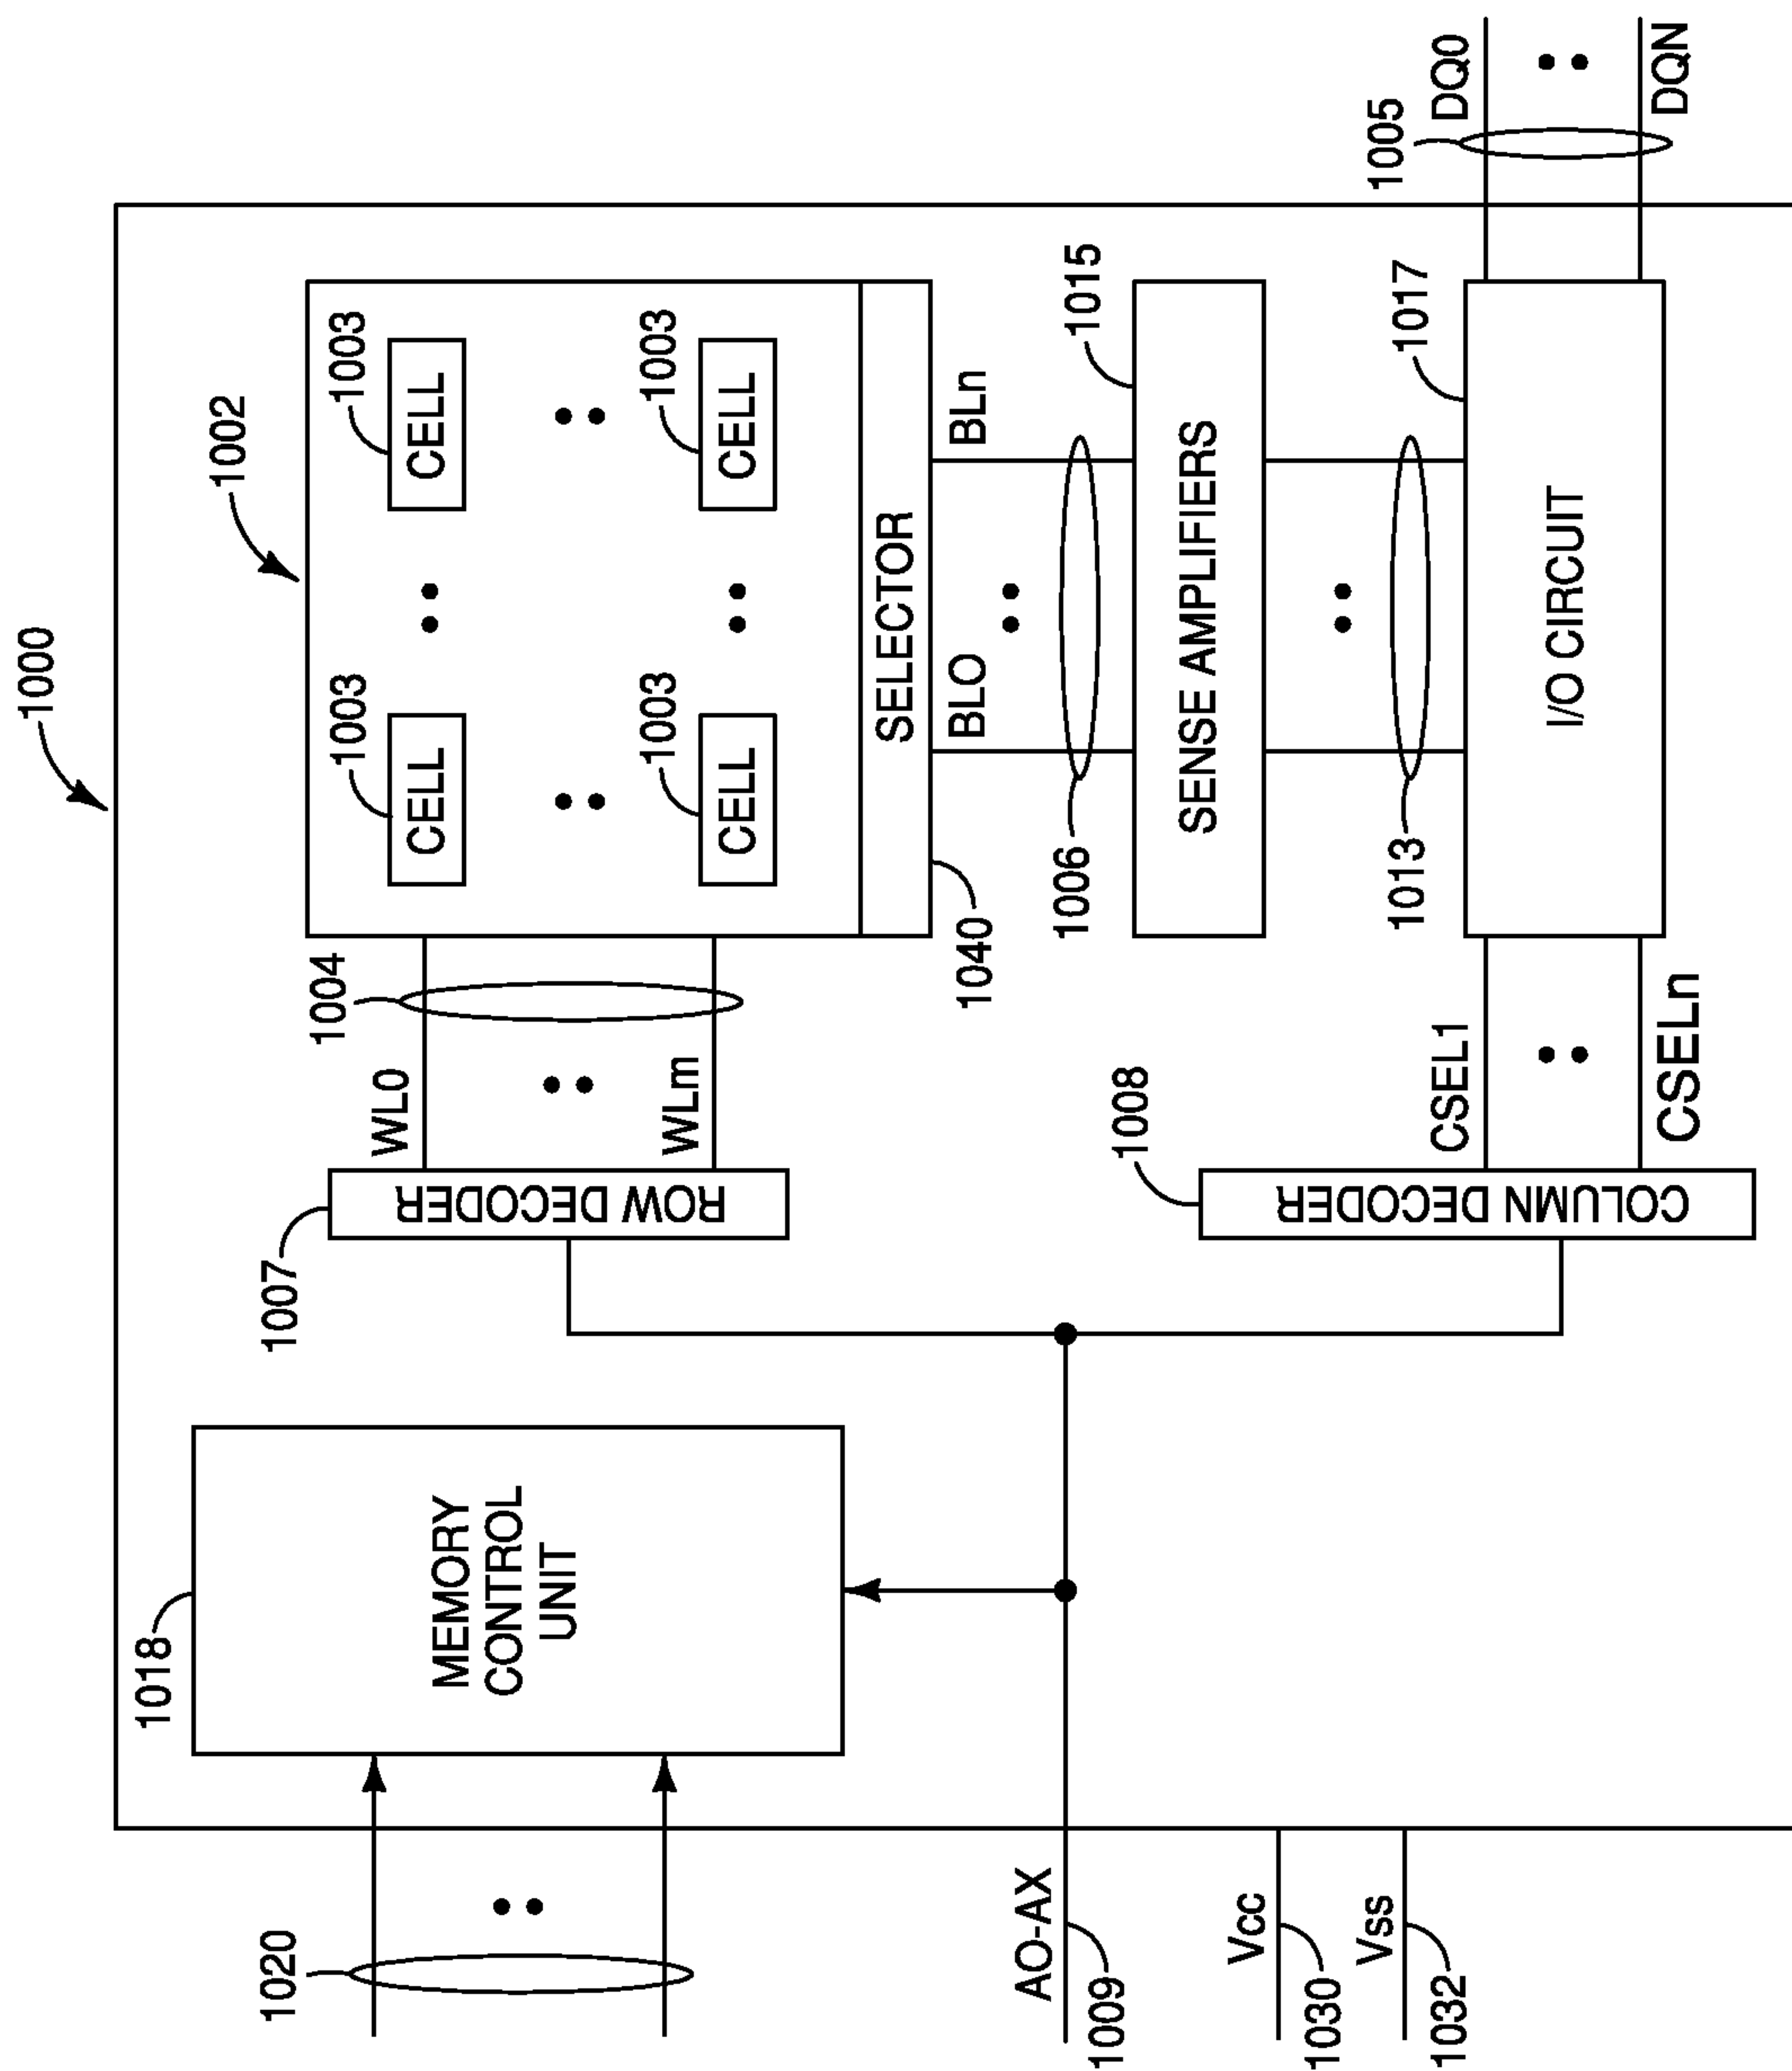 1000
1002
1003
1003
CELL
CELL
1003
1003
CELL
CELL
SELECTOR
1040
1004
WL0
WLm
1007
ROW DECODER
1018
MEMORY
CONTROL
UNIT
1020
BLO
BLn
1006
1015
SENSE AMPLIFIERS
1013
1017
I/O CIRCUIT
1008
COLUMN DECODER
CSEL1
CSELn
1005
DQ0
DQN
AO-AX
1009
Vcc
1030
Vss
1032